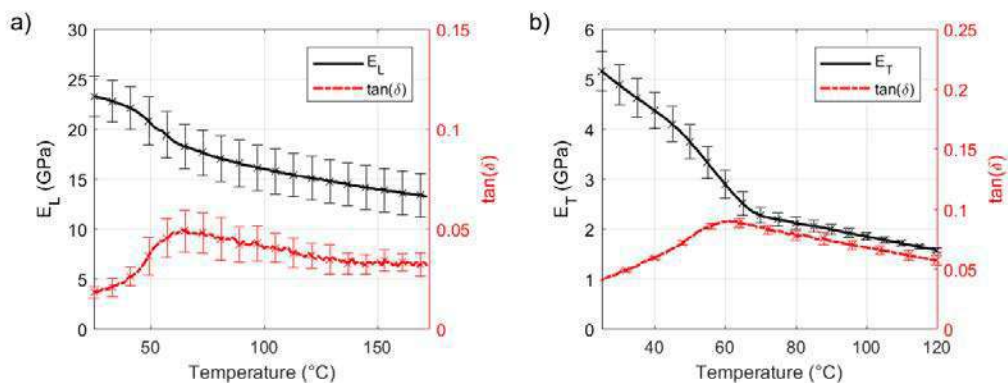 a)
30
25
20
15
10
5
0
E_L (GPa)
50
100
150
Temperature (°C)
0.15
0.1
0.05
0
tan(δ)
E_L
tan(δ)
b)
6
5
4
3
2
1
0
E_T (GPa)
40
60
80
100
120
Temperature (°C)
0.25
0.2
0.15
0.1
0.05
0
tan(δ)
E_T
tan(δ)